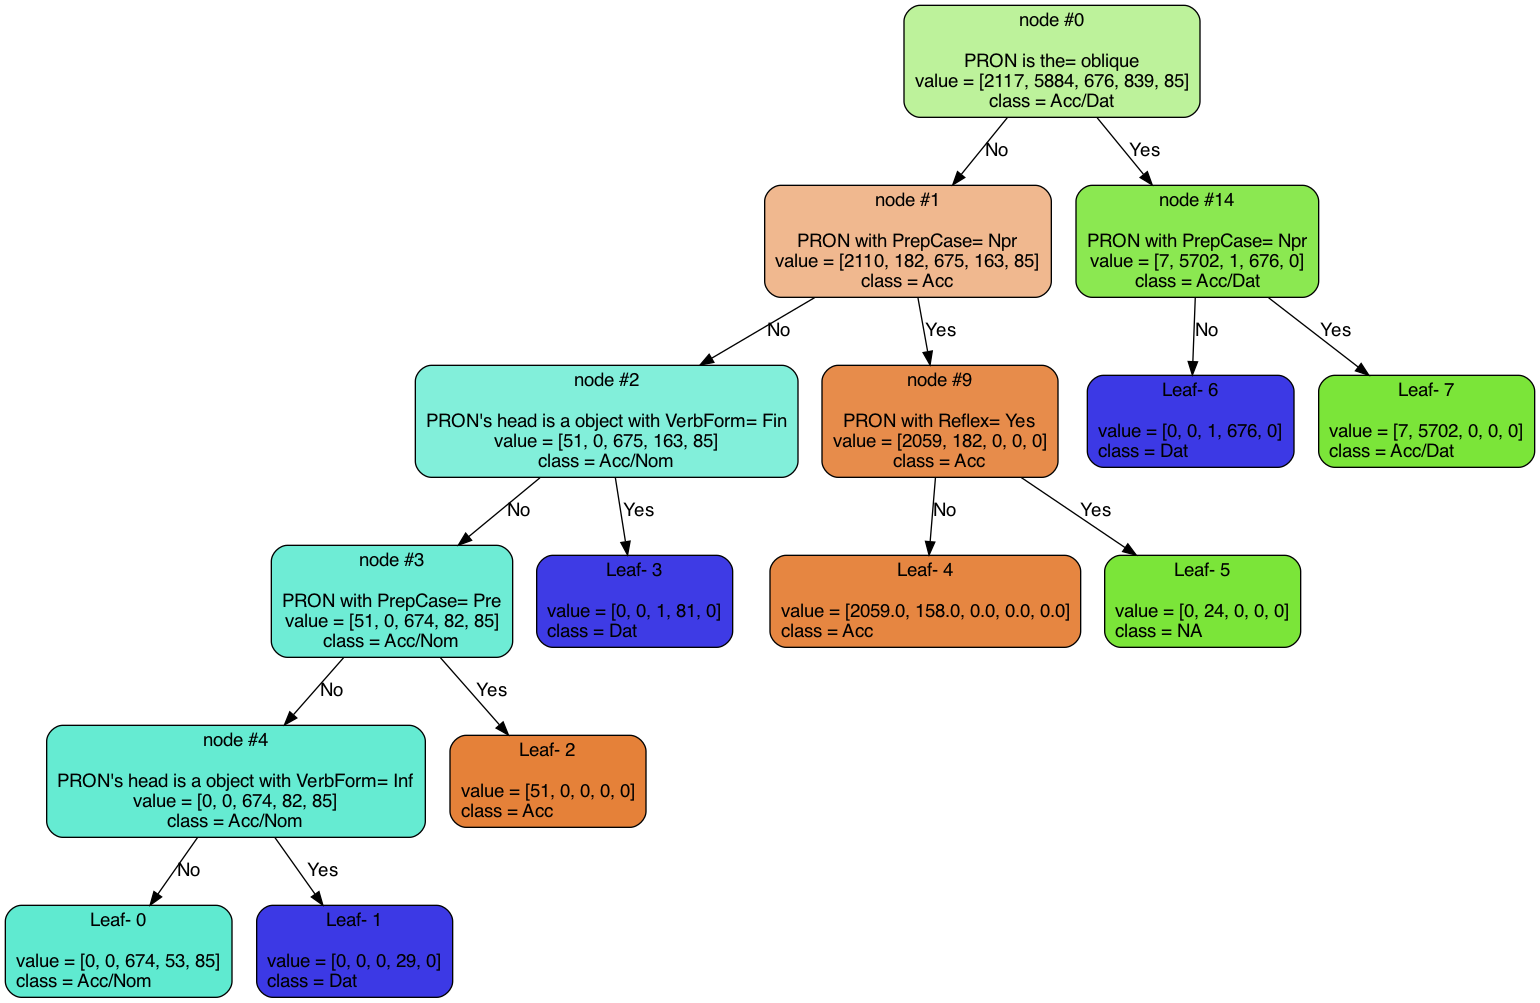 node #0
PRON is the= oblique
value = [2117, 5884, 676, 839, 85]
class = Acc/Dat
No
Yes
node #1
PRON with PrepCase= Npr
value = [2110, 182, 675, 163, 85]
class = Acc
node #14
PRON with PrepCase= Npr
value = [7, 5702, 1, 676, 0]
class = Acc/Dat
No
Yes
No
Yes
node #2
PRON's head is a object with VerbForm= Fin
value = [51, 0, 675, 163, 85]
class = Acc/Nom
node #9
PRON with Reflex= Yes
value = [2059, 182, 0, 0, 0]
class = Acc
Leaf- 6
value = [0, 0, 1, 676, 0]
class = Dat
Leaf- 7
value = [7, 5702, 0, 0, 0]
class = Acc/Dat
No
Yes
No
Yes
node #3
PRON with PrepCase= Pre
value = [51, 0, 674, 82, 85]
class = Acc/Nom
Leaf- 3
value = [0, 0, 1, 81, 0]
class = Dat
Leaf- 4
value = [2059.0, 158.0, 0.0, 0.0, 0.0]
class = Acc
Leaf- 5
value = [0, 24, 0, 0, 0]
class = NA
No
Yes
node #4
PRON's head is a object with VerbForm= Inf
value = [0, 0, 674, 82, 85]
class = Acc/Nom
Leaf- 2
value = [51, 0, 0, 0, 0]
class = Acc
No
Yes
Leaf- 0
value = [0, 0, 674, 53, 85]
class = Acc/Nom
Leaf- 1
value = [0, 0, 0, 29, 0]
class = Dat